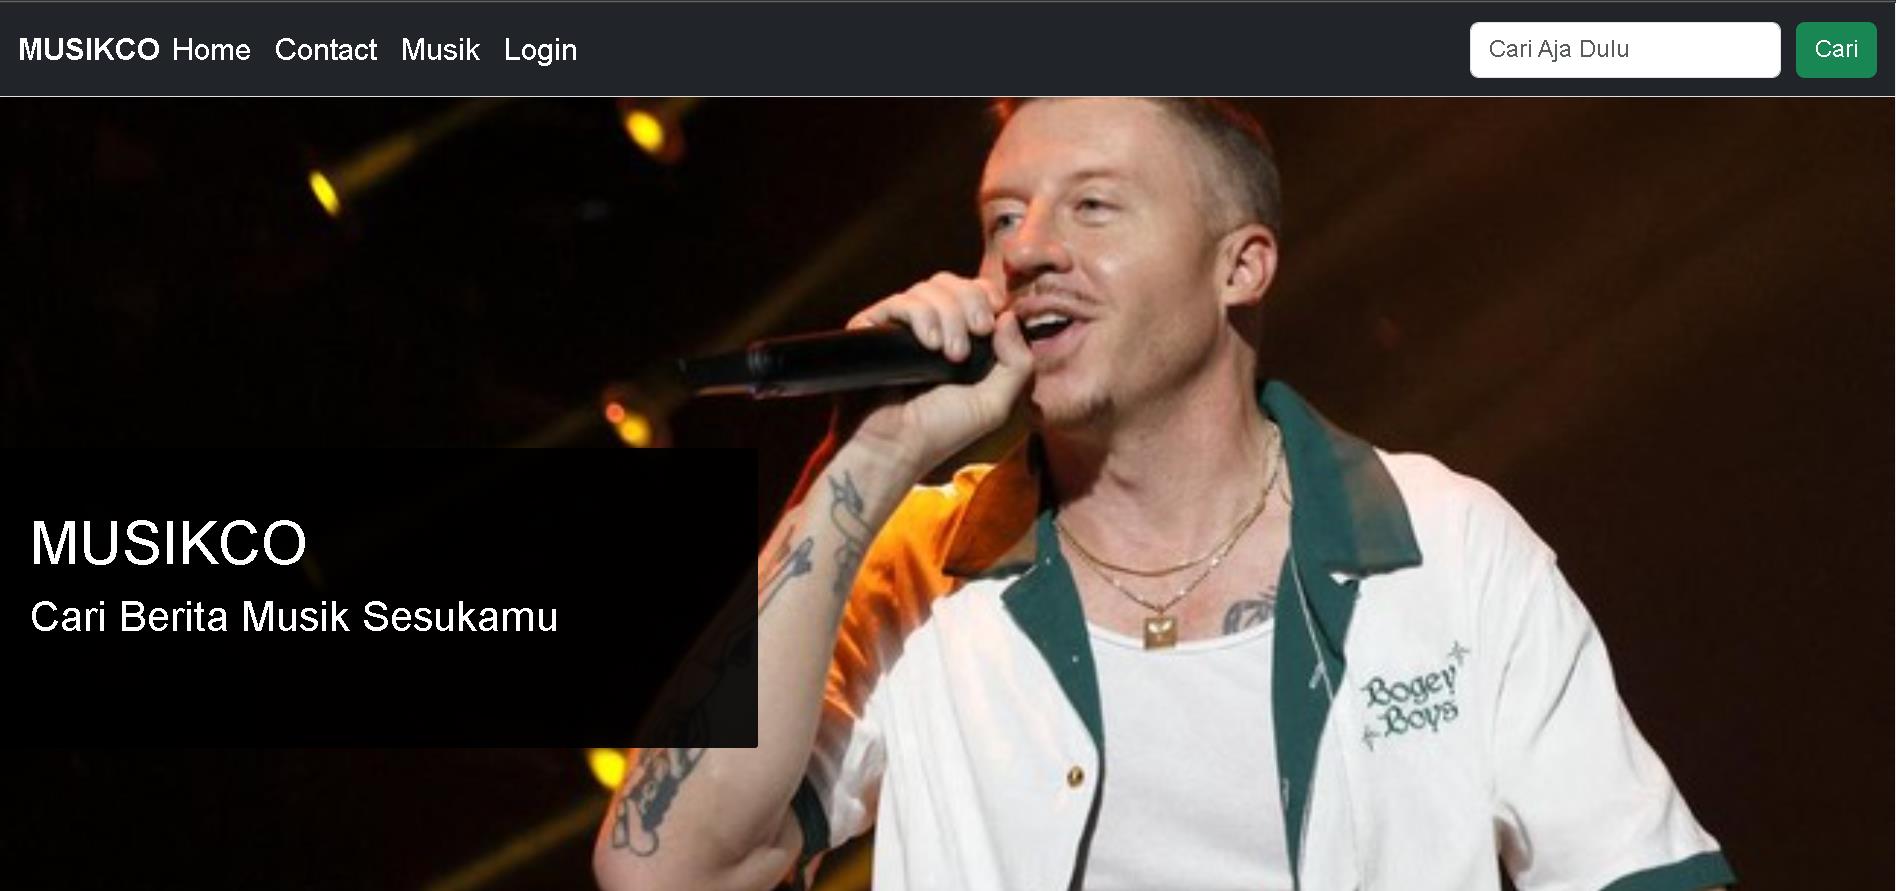 MUSIKCO Home Contact Musik Login Cari Aja Dulu Cari
MUSIKCO
Cari Berita Musik Sesukamu
Bogey
Boys